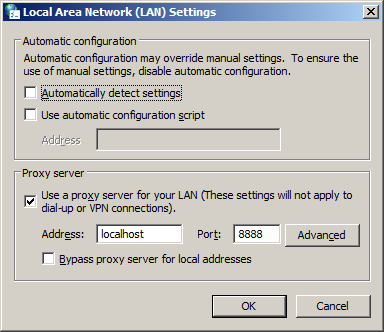 Local Area Network (LAN) Settings
Automatic configuration
Automatic configuration may override manual settings. To ensure the
use of manual settings, disable automatic configuration.
Automatically detect settings
Use automatic configuration script
Address
Proxy server
Use a proxy server for your LAN (These settings will not apply to
dial-up or VPN connections).
Address: localhost Port: 8888 Advanced
Bypass proxy server for local addresses
OK Cancel